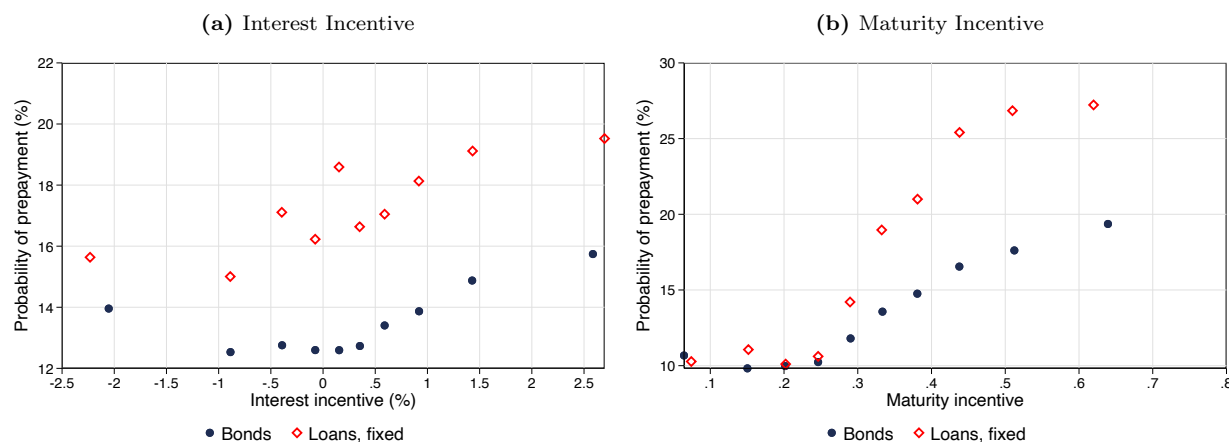 (a) Interest Incentive
22
20
18
16
14
12
Probability of prepayment (%)
-2.5 -2 -1.5 -1 -.5 0 .5 1 1.5 2 2.5
Interest incentive (%)
Bonds Loans, fixed
(b) Maturity Incentive
30
25
20
15
10
Probability of prepayment (%)
.1 .2 .3 .4 .5 .6 .7 .8
Maturity incentive
Bonds Loans, fixed